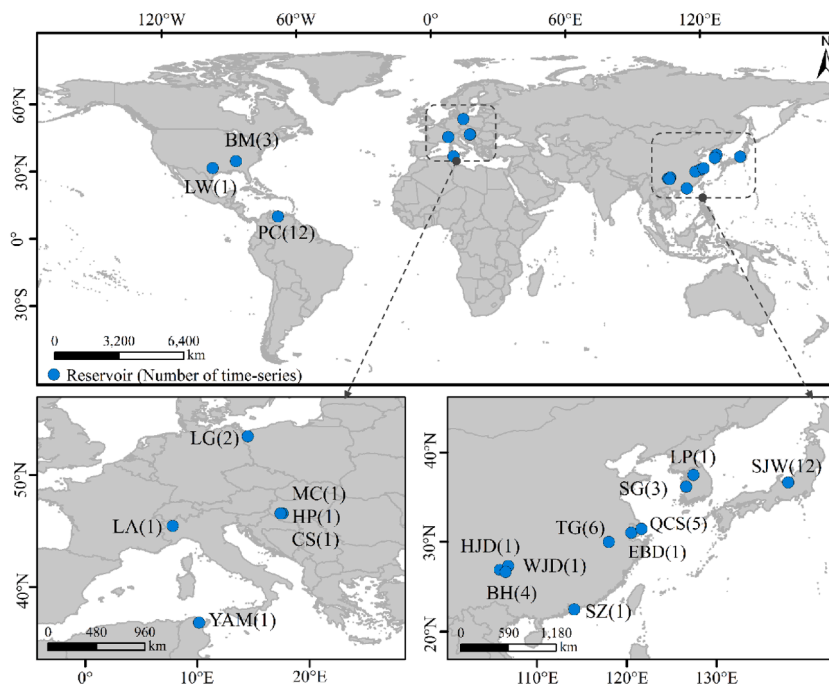 120°W 60°W 0° 60°E 120°E
N
60°N
30°N
0°
30°S
BM(3)
LW(1)
PC(12)
0 3,200 6,400
km
Reservoir (Number of time-series)
LG(2)
MC(1)
HP(1)
CS(1)
LA(1)
YAM(1)
50°N
40°N
0 480 960
km
0° 10°E 20°E
40°N
30°N
20°N
LP(1)
SJW(12)
SG(3)
TG(6)
QCS(5)
EBD(1)
HJD(1)
WJD(1)
BH(4)
SZ(1)
0 590 1,180
km
110°E 120°E 130°E